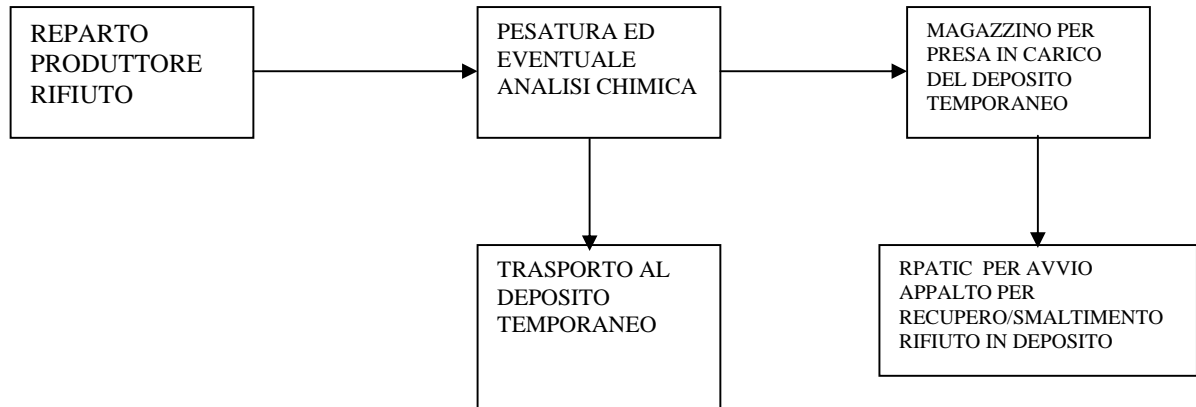 REPARTO
PRODUTTORE
RIFIUTO
PESATURA ED
EVENTUALE
ANALISI CHIMICA
MAGAZZINO PER
PRESA IN CARICO
DEL DEPOSITO
TEMPORANEO
TRASPORTO AL
DEPOSITO
TEMPORANEO
RPATIC PER AVVIO
APPALTO PER
RECUPERO/SMALTIMENTO
RIFIUTO IN DEPOSITO